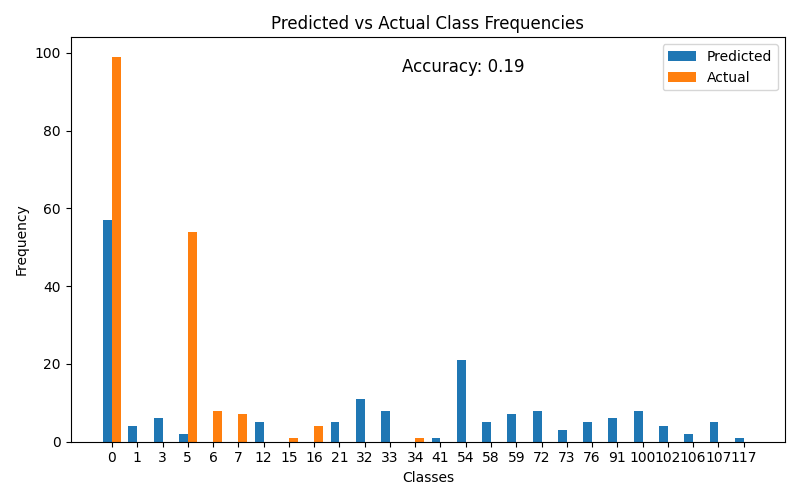 Predicted vs Actual Class Frequencies
Accuracy: 0.19
Predicted
Actual
Frequency
100
80
60
40
20
0
0 1 3 5 6 7 12 15 16 21 32 33 34 41 54 58 59 72 73 76 91 100 102 106 107 117
Classes